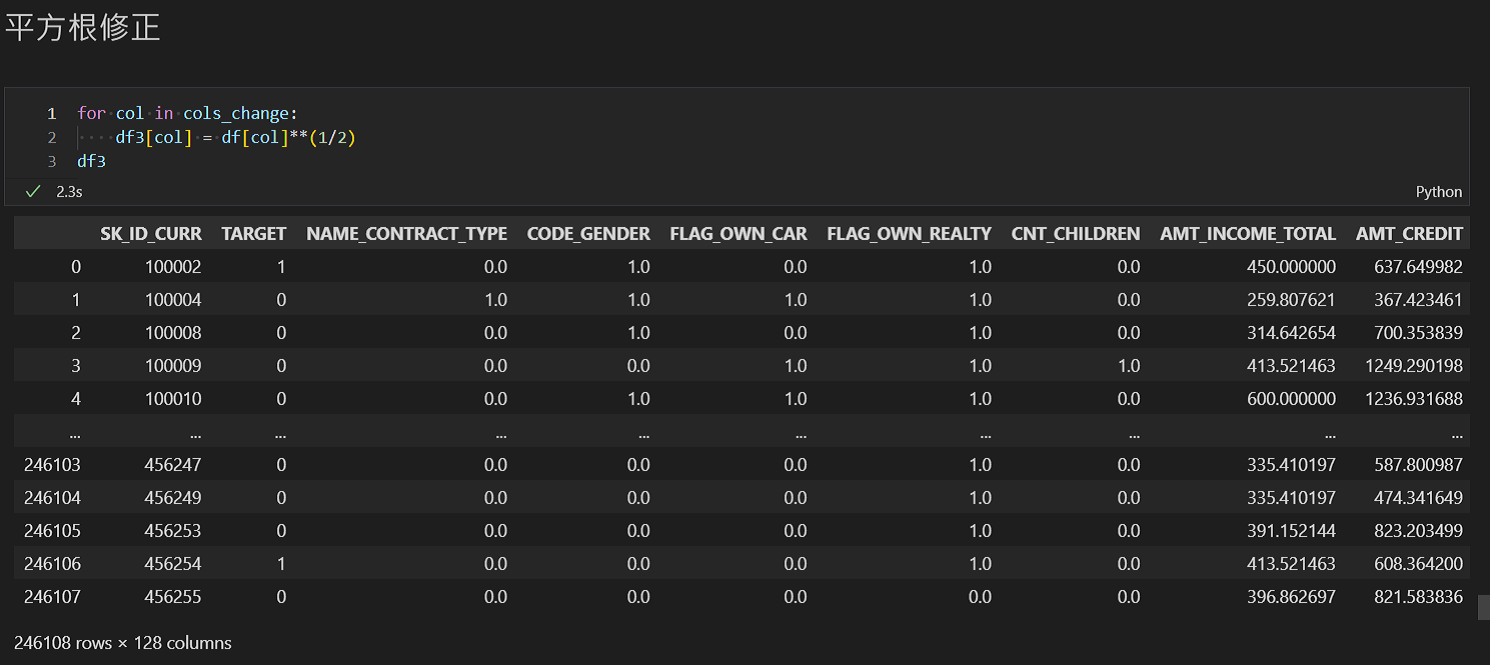 平方根修正
1 for col in cols_change:
2 df3[col] = df[col]**(1/2)
3 df3
2.3s Python
SK_ID_CURR TARGET NAME_CONTRACT_TYPE CODE_GENDER FLAG_OWN_CAR FLAG_OWN_REALTY CNT_CHILDREN AMT_INCOME_TOTAL AMT_CREDIT
0 100002 1 0.0 1.0 0.0 1.0 0.0 450.000000 637.649982
1 100004 0 1.0 1.0 1.0 1.0 0.0 259.807621 367.423461
2 100008 0 0.0 1.0 0.0 1.0 0.0 314.642654 700.353839
3 100009 0 0.0 0.0 1.0 1.0 1.0 413.521463 1249.290198
4 100010 0 0.0 1.0 1.0 1.0 0.0 600.000000 1236.931688
... ... ... ... ... ... ... ... ... ...
246103 456247 0 0.0 0.0 0.0 1.0 0.0 335.410197 587.800987
246104 456249 0 0.0 0.0 0.0 1.0 0.0 335.410197 474.341649
246105 456253 0 0.0 0.0 0.0 1.0 0.0 391.152144 823.203499
246106 456254 1 0.0 0.0 0.0 1.0 0.0 413.521463 608.364200
246107 456255 0 0.0 0.0 0.0 0.0 0.0 396.862697 821.583836
246108 rows × 128 columns